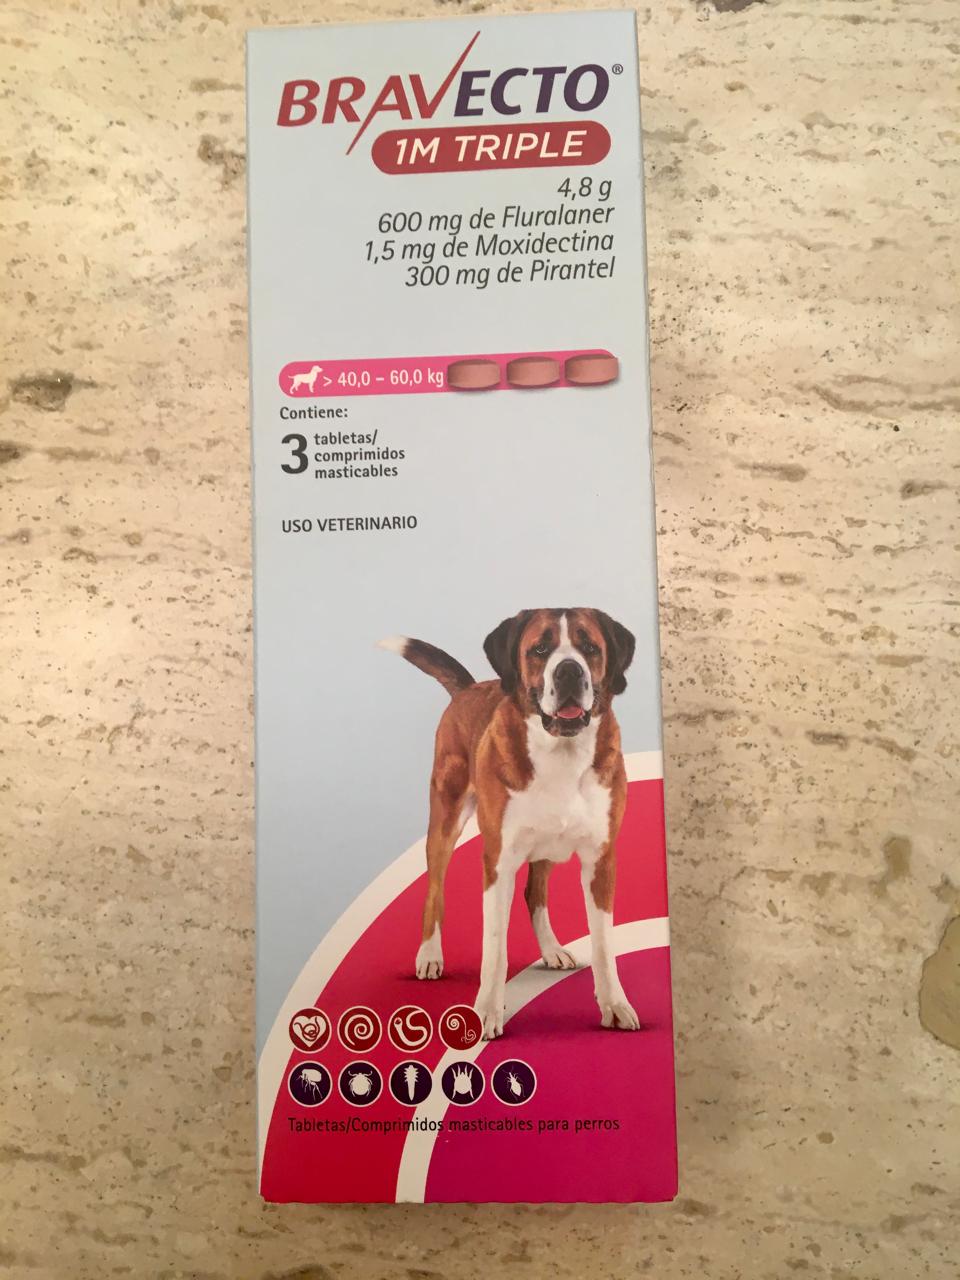 BRAVECTO®
1M TRIPLE
4,8 g
600 mg de Fluralaner
1,5 mg de Moxidectina
300 mg de Pirantel
> 40,0 – 60,0 kg
Contiene:
3 tabletas/
comprimidos
masticables
USO VETERINARIO
Tabletas/Comprimidos masticables para perros